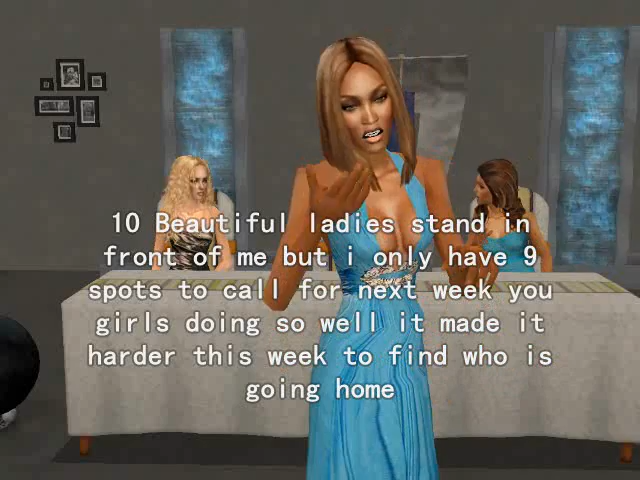 10 Beautiful ladies stand in
front of me but i only have 9
spots to call for next week you
girls doing so well it made it
harder this week to find who is
going home